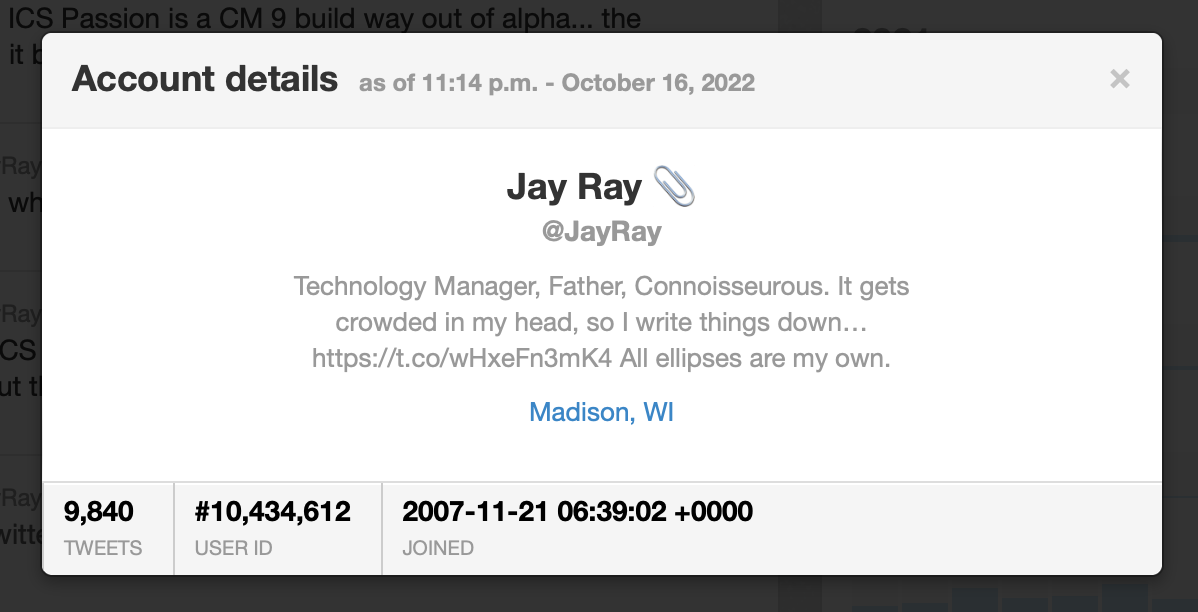 ICS Passion is a CM 9 build way out of alpha... the
it b
Account details as of 11:14 p.m. - October 16, 2022
×
Ray
wh
Jay Ray 📎
@JayRay
Technology Manager, Father, Connoisseurous. It gets
crowded in my head, so I write things down…
https://t.co/wHxeFn3mK4 All ellipses are my own.
Madison, WI
Ray
CS
ut th
Ray
witte
9,840
TWEETS
#10,434,612
USER ID
2007-11-21 06:39:02 +0000
JOINED